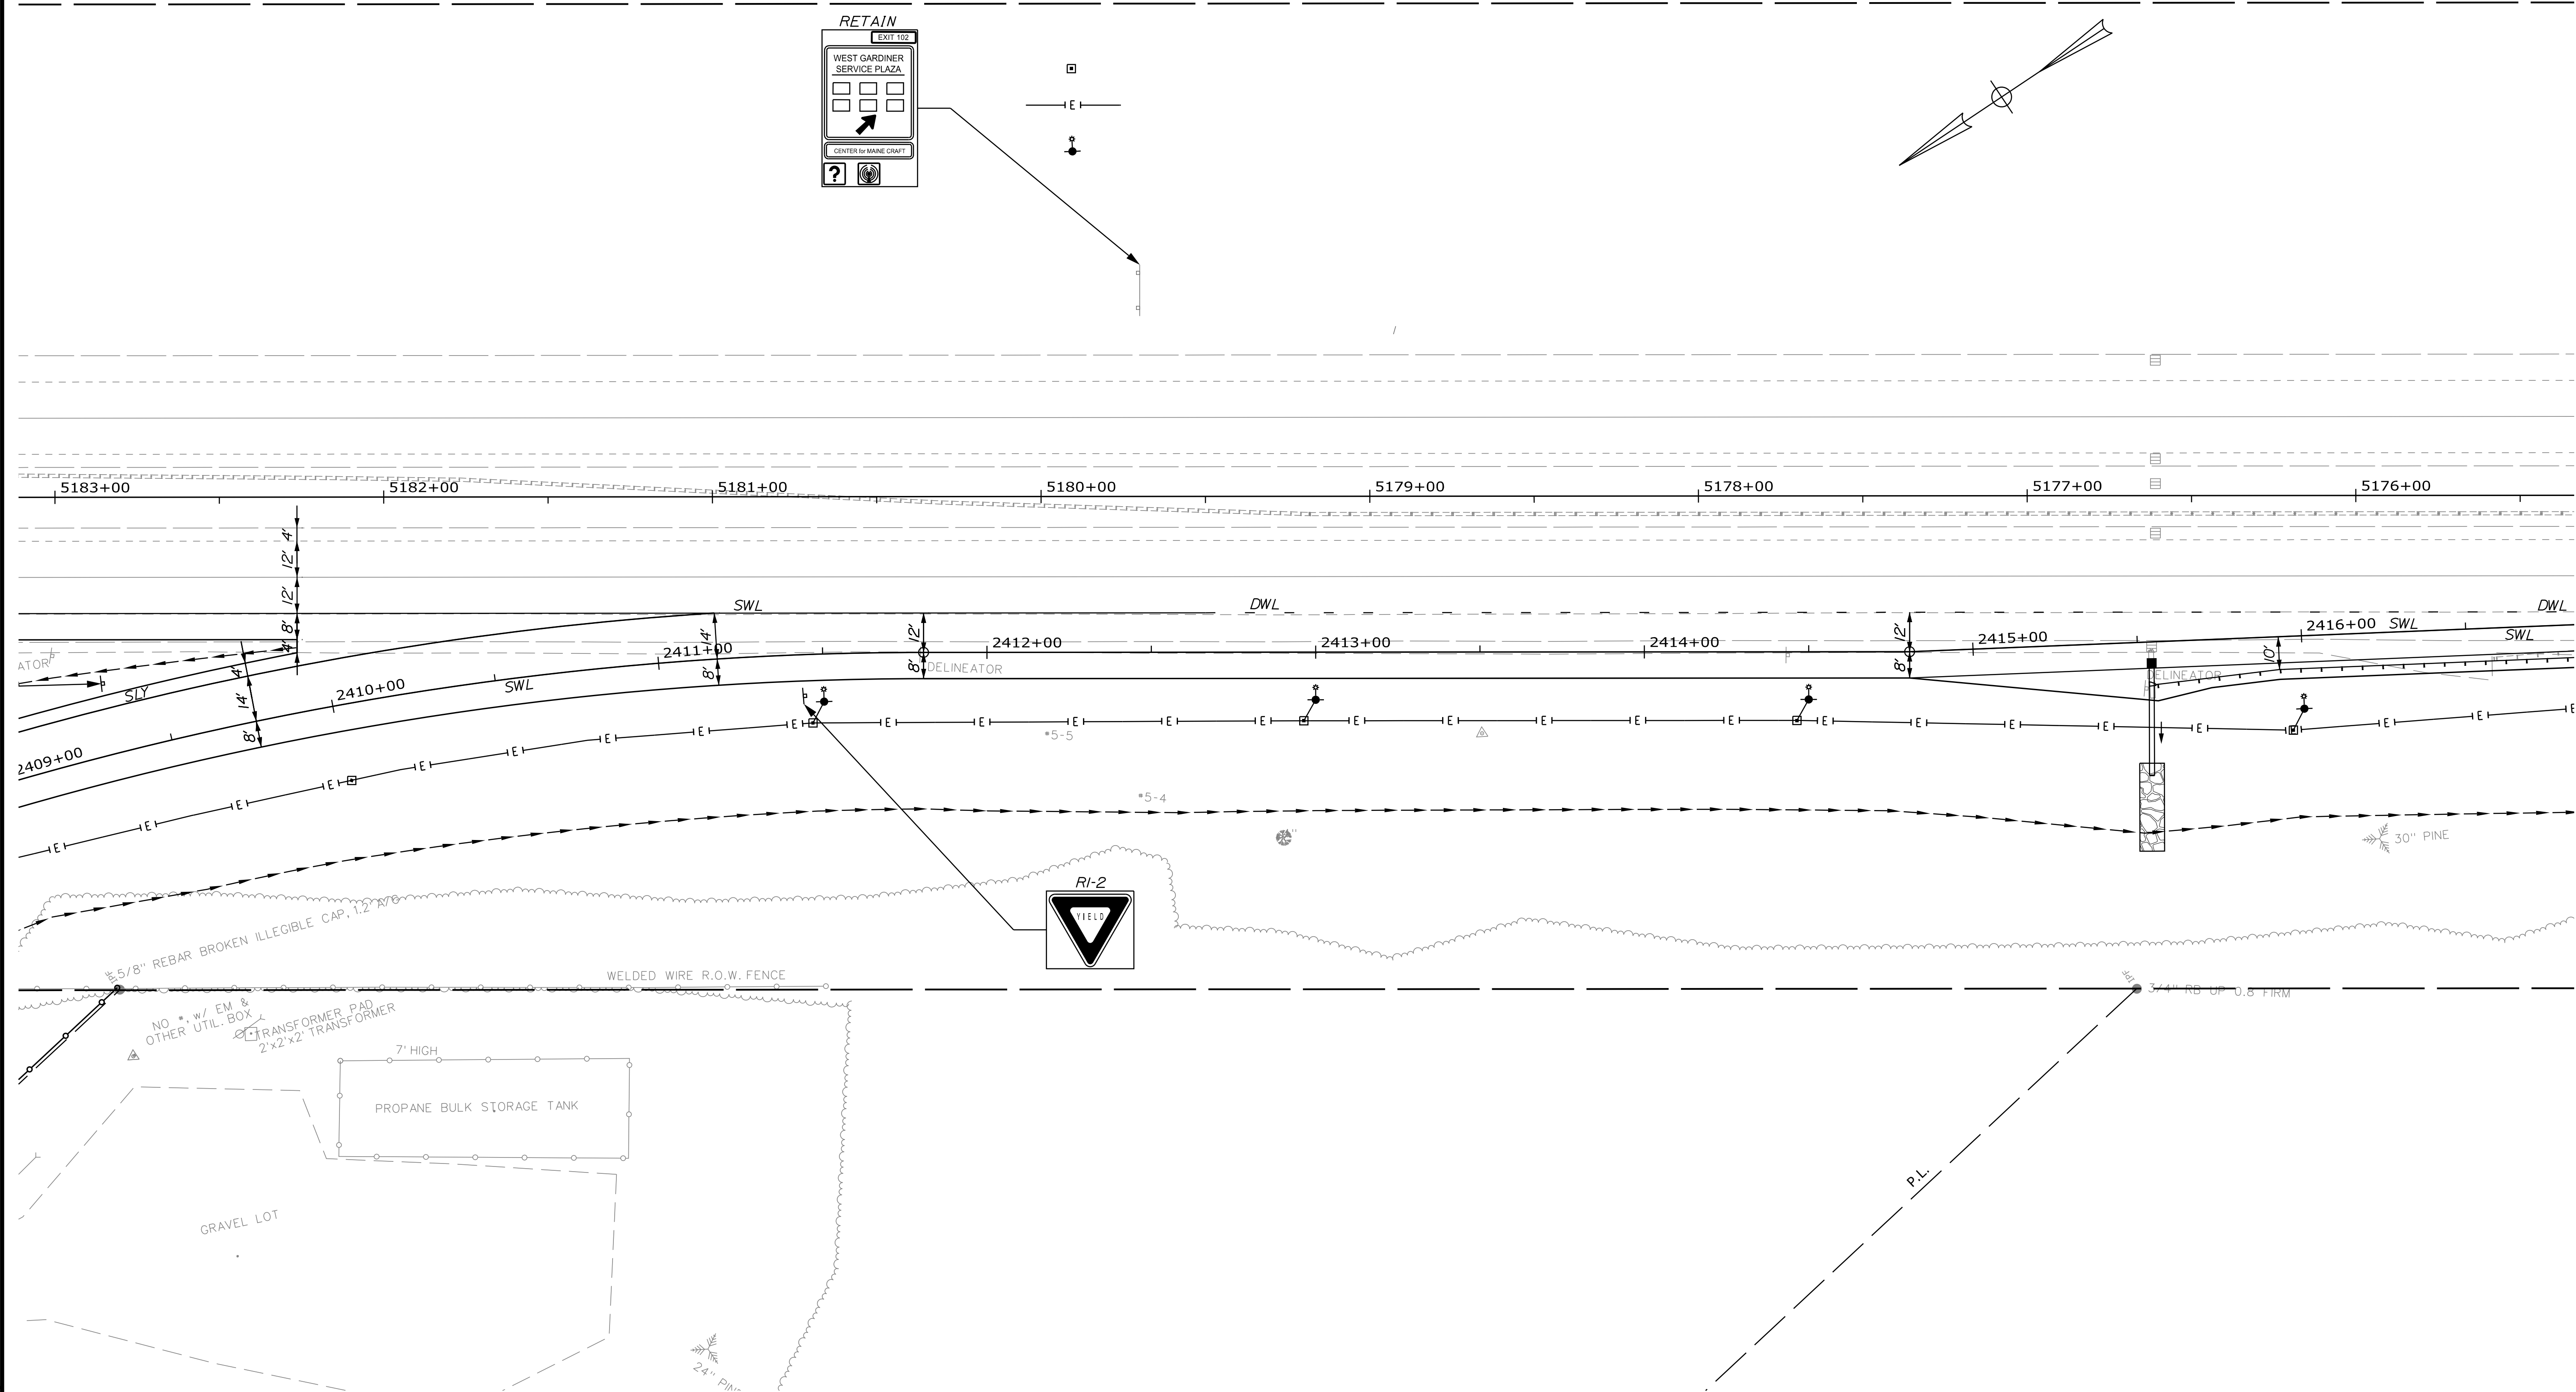 RETAIN
EXIT 102
WEST GARDINER
SERVICE PLAZA
CENTER for MAINE CRAFT
?
E
5183+00 5182+00 5181+00 5180+00 5179+00 5178+00 5177+00 5176+00
4'
12'
12'
8'
4'
SWL
DWL
DWL
14'
12'
12'
2411+00
2412+00
2413+00
2414+00
2415+00
2416+00
SWL
SWL
ATOR
8'
8'
DELINEATOR
8'
DELINEATOR
10'
SLY
4'
14'
8'
2410+00
SWL
2409+00
E E E E E E E E E E E E E E E E E E E E E E E E E E E
*5-5
*5-4
30" PINE
R1-2
YIELD
5/8" REBAR BROKEN ILLEGIBLE CAP, 1.2' A/G
WELDED WIRE R.O.W. FENCE
IPF
3/4" RB UP 0.8 FIRM
NO *. w/ EM &
OTHER UTIL. BOX
TRANSFORMER PAD
2'x2'x2' TRANSFORMER
7' HIGH
PROPANE BULK STORAGE TANK
P.L.
GRAVEL LOT
24" PINE